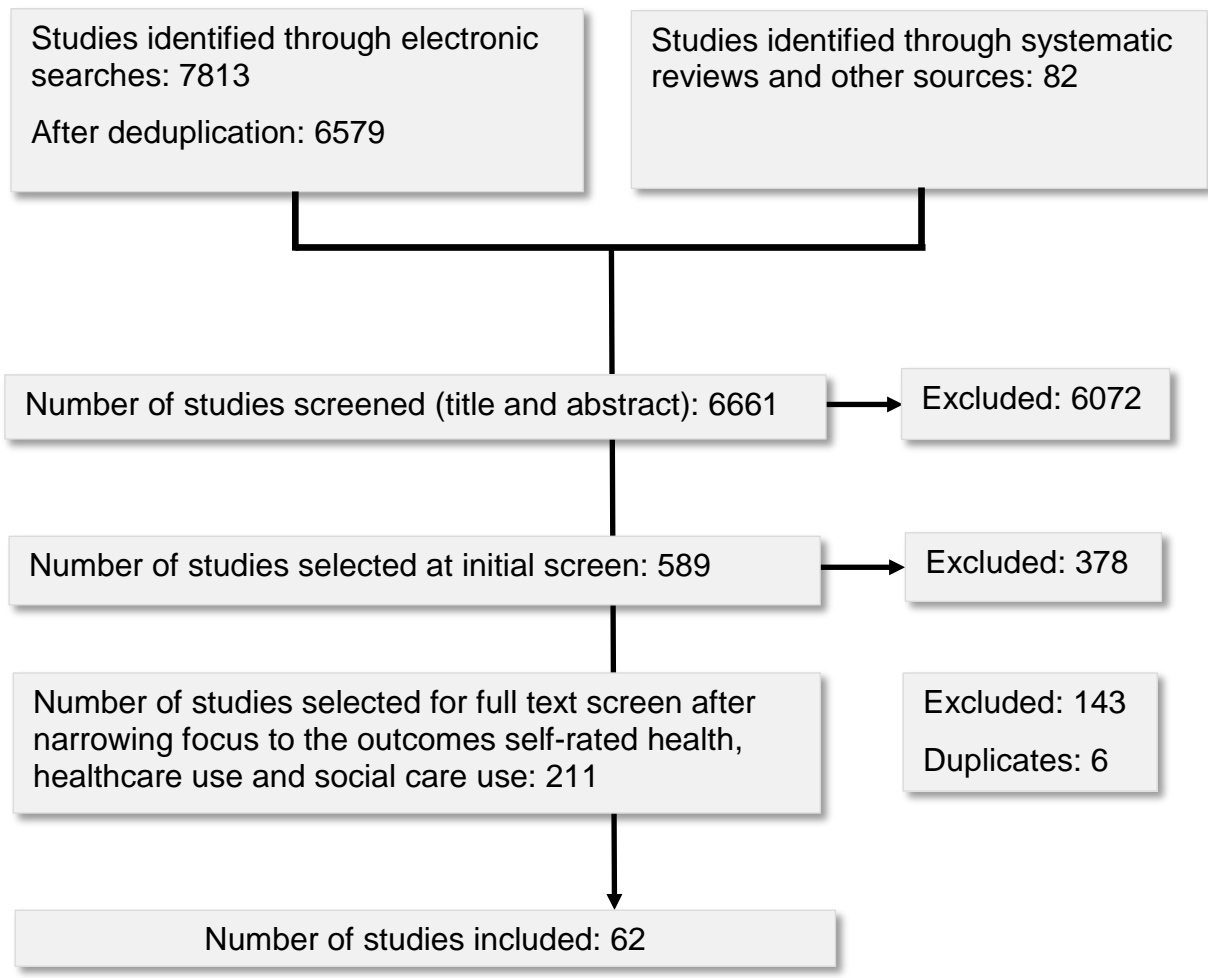 Studies identified through electronic
searches: 7813
After deduplication: 6579
Studies identified through systematic
reviews and other sources: 82
Number of studies screened (title and abstract): 6661
Excluded: 6072
Number of studies selected at initial screen: 589
Excluded: 378
Number of studies selected for full text screen after
narrowing focus to the outcomes self-rated health,
healthcare use and social care use: 211
Excluded: 143
Duplicates: 6
Number of studies included: 62